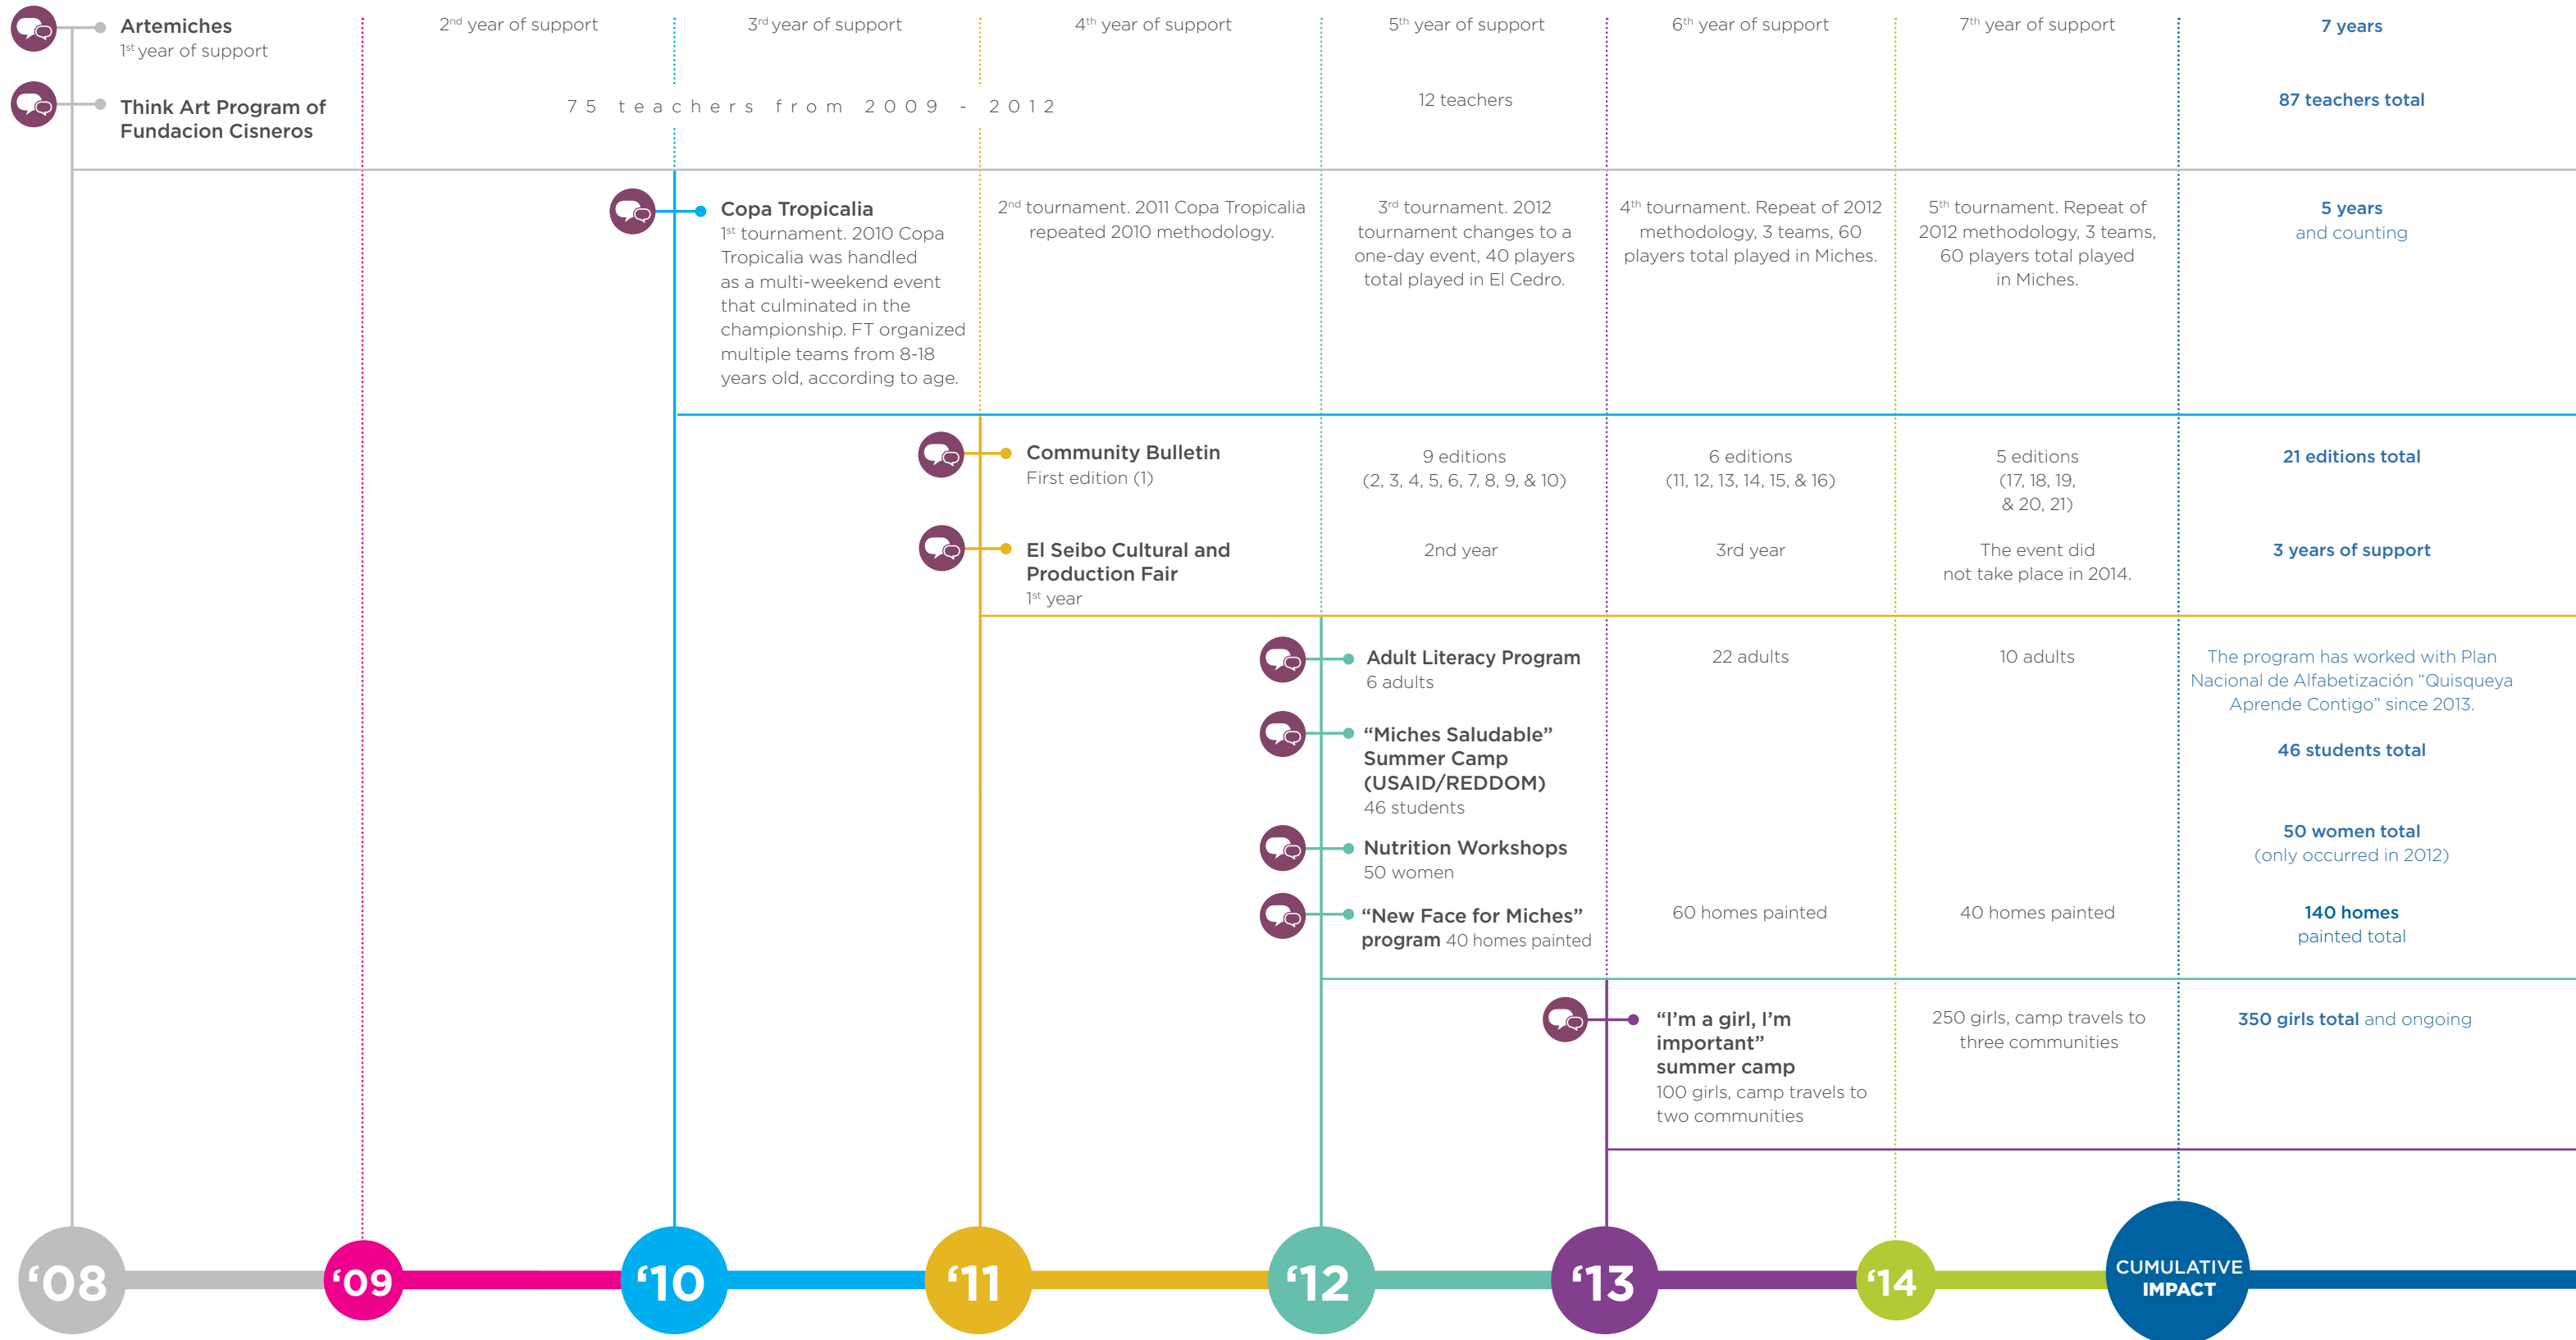 Artemiches
1st year of support
2nd year of support
3rd year of support
4th year of support
5th year of support
6th year of support
7th year of support
7 years
Think Art Program of
Fundacion Cisneros
75 teachers from 2009 - 2012
12 teachers
87 teachers total
Copa Tropicalia
1st tournament. 2010 Copa
Tropicalia was handled
as a multi-weekend event
that culminated in the
championship. FT organized
multiple teams from 8-18
years old, according to age.
2nd tournament. 2011 Copa Tropicalia
repeated 2010 methodology.
3rd tournament. 2012
tournament changes to a
one-day event, 40 players
total played in El Cedro.
4th tournament. Repeat of 2012
methodology, 3 teams, 60
players total played in Miches.
5th tournament. Repeat of
2012 methodology, 3 teams,
60 players total played
in Miches.
5 years
and counting
Community Bulletin
First edition (1)
9 editions
(2, 3, 4, 5, 6, 7, 8, 9, & 10)
6 editions
(11, 12, 13, 14, 15, & 16)
5 editions
(17, 18, 19,
& 20, 21)
21 editions total
El Seibo Cultural and
Production Fair
1st year
2nd year
3rd year
The event did
not take place in 2014.
3 years of support
Adult Literacy Program
6 adults
22 adults
10 adults
The program has worked with Plan
Nacional de Alfabetización “Quisqueya
Aprende Contigo” since 2013.
“Miches Saludable”
Summer Camp
(USAID/REDDOM)
46 students
46 students total
Nutrition Workshops
50 women
50 women total
(only occurred in 2012)
“New Face for Miches”
program 40 homes painted
60 homes painted
40 homes painted
140 homes
painted total
“I’m a girl, I’m
important”
summer camp
100 girls, camp travels to
two communities
250 girls, camp travels to
three communities
350 girls total and ongoing
‘08
‘09
‘10
‘11
‘12
‘13
‘14
CUMULATIVE
IMPACT